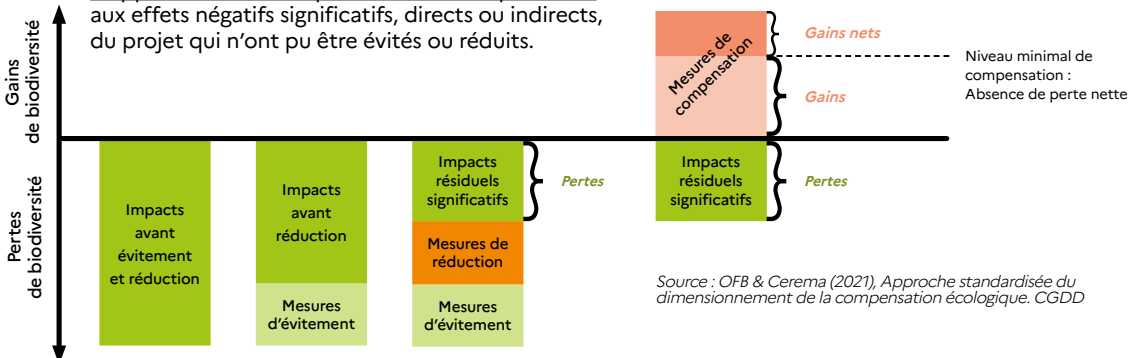 aux effets négatifs significatifs, directs ou indirects,
du projet qui n'ont pu être évités ou réduits.
Gains
de biodiversité
Pertes
de biodiversité
Impacts
avant
évitement
et réduction
Impacts
avant
réduction
Mesures
d'évitement
Impacts
résiduels
significatifs
Mesures de
réduction
Mesures
d'évitement
Pertes
Mesures de
compensation
Impacts
résiduels
significatifs
Gains nets
Gains
Pertes
Niveau minimal de
compensation :
Absence de perte nette
Source : OFB & Cerema (2021), Approche standardisée du
dimensionnement de la compensation écologique. CGDD